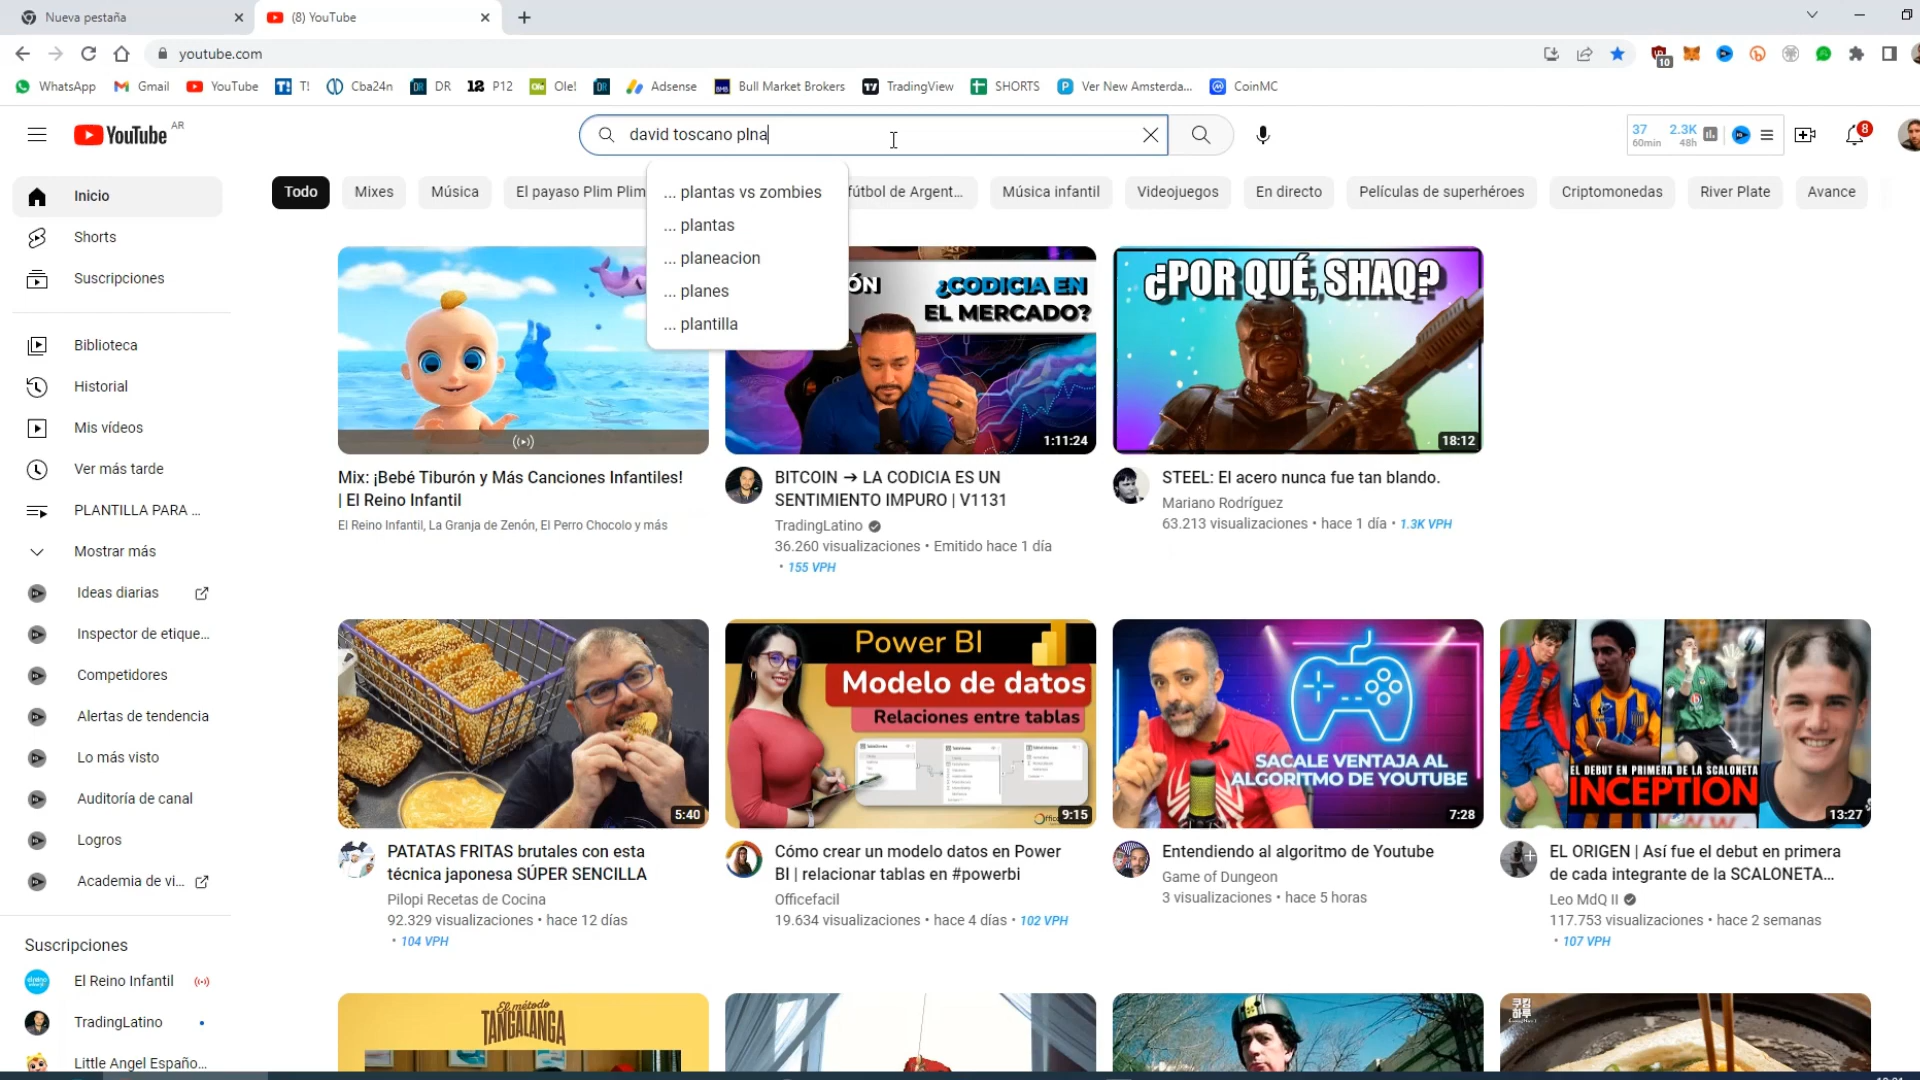 Nueva pestaña
(8) YouTube
youtube.com
10
WhatsApp
Gmail
YouTube
T!
Cba24n
DR
P12
Ole!
Adsense
Bull Market Brokers
TradingView
SHORTS
Ver New Amsterda...
CoinMC
YouTube AR
david toscano plna
37 2.3K
60min 48h
8
... plantas vs zombies
... plantas
... planeacion
... planes
... plantilla
Todo
Mixes
Música
El payaso Plim Plim
fútbol de Argent...
Música infantil
Videojuegos
En directo
Películas de superhéroes
Criptomonedas
River Plate
Avance
Inicio
Shorts
Suscripciones
Biblioteca
Historial
Mis vídeos
Ver más tarde
PLANTILLA PARA ...
Mostrar más
Ideas diarias
Inspector de etique...
Competidores
Alertas de tendencia
Lo más visto
Auditoría de canal
Logros
Academia de vi...
Suscripciones
El Reino Infantil
TradingLatino
Little Angel Españo...
Mix: ¡Bebé Tiburón y Más Canciones Infantiles!
| El Reino Infantil
El Reino Infantil, La Granja de Zenón, El Perro Chocolo y más
ÓN ¿CODICIA EN
EL MERCADO?
1:11:24
BITCOIN → LA CODICIA ES UN
SENTIMIENTO IMPURO | V1131
TradingLatino
36.260 visualizaciones • Emitido hace 1 día
• 155 VPH
¿POR QUÉ, SHAQ?
18:12
STEEL: El acero nunca fue tan blando.
Mariano Rodríguez
63.213 visualizaciones • hace 1 día • 1.3K VPH
5:40
PATATAS FRITAS brutales con esta
técnica japonesa SÚPER SENCILLA
Pilopi Recetas de Cocina
92.329 visualizaciones • hace 12 días
• 104 VPH
Power BI
Modelo de datos
Relaciones entre tablas
9:15
Cómo crear un modelo datos en Power
BI | relacionar tablas en #powerbi
Officefacil
19.634 visualizaciones • hace 4 días • 102 VPH
SACALE VENTAJA AL
ALGORITMO DE YOUTUBE
7:28
Entendiendo al algoritmo de Youtube
Game of Dungeon
3 visualizaciones • hace 5 horas
EL DEBUT EN PRIMERA DE LA SCALONETA
INCEPTION
13:27
EL ORIGEN | Así fue el debut en primera
de cada integrante de la SCALONETA...
Leo MdQ II
117.753 visualizaciones • hace 2 semanas
• 107 VPH
El método
TANGALANGA
쿠킹
하루